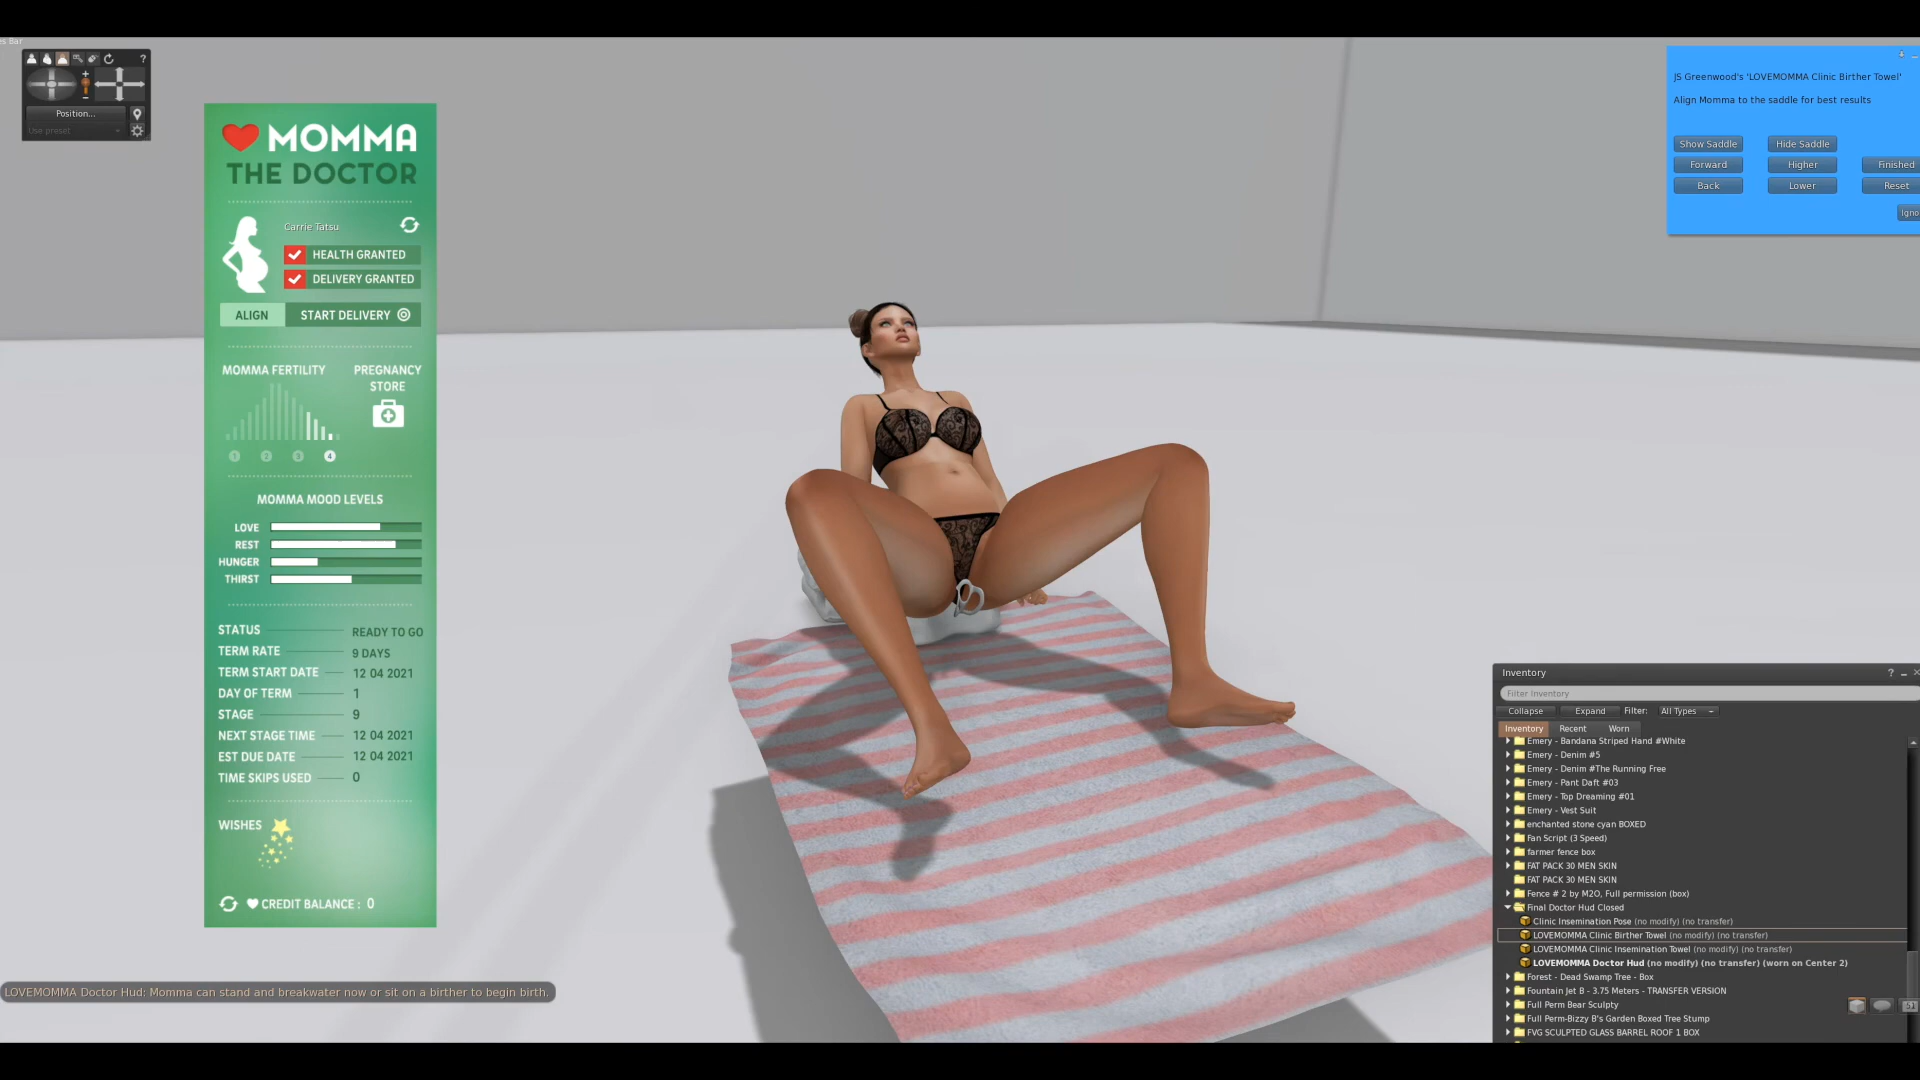 es Bar
?
Position...
Use preset
MOMMA
THE DOCTOR
Carrie Tatsu
HEALTH GRANTED
DELIVERY GRANTED
ALIGN
START DELIVERY
MOMMA FERTILITY
PREGNANCY
STORE
1 2 3 4
MOMMA MOOD LEVELS
LOVE
REST
HUNGER
THIRST
STATUS READY TO GO
TERM RATE 9 DAYS
TERM START DATE 12 04 2021
DAY OF TERM 1
STAGE 9
NEXT STAGE TIME 12 04 2021
EST DUE DATE 12 04 2021
TIME SKIPS USED 0
WISHES
CREDIT BALANCE : 0
LOVEMOMMA Doctor Hud: Momma can stand and breakwater now or sit on a birther to begin birth.
JS Greenwood's 'LOVEMOMMA Clinic Birther Towel'
Align Momma to the saddle for best results
Show Saddle Hide Saddle
Forward Higher Finished
Back Lower Reset
Igno
Inventory ?
Filter Inventory
Collapse Expand Filter: All Types
Inventory Recent Worn
Emery - Bandana Striped Hand #White
Emery - Denim #5
Emery - Denim #The Running Free
Emery - Pant Daft #03
Emery - Top Dreaming #01
Emery - Vest Suit
enchanted stone cyan BOXED
Fan Script (3 Speed)
farmer fence box
FAT PACK 30 MEN SKIN
FAT PACK 30 MEN SKIN
Fence # 2 by M2O, Full permission (box)
Final Doctor Hud Closed
Clinic Insemination Pose (no modify) (no transfer)
LOVEMOMMA Clinic Birther Towel (no modify) (no transfer)
LOVEMOMMA Clinic Insemination Towel (no modify) (no transfer)
LOVEMOMMA Doctor Hud (no modify) (no transfer) (worn on Center 2)
Forest - Dead Swamp Tree - Box
Fountain Jet B - 3.75 Meters - TRANSFER VERSION
Full Perm Bear Sculpty
Full Perm-Bizzy B's Garden Boxed Tree Stump
FVG SCULPTED GLASS BARREL ROOF 1 BOX